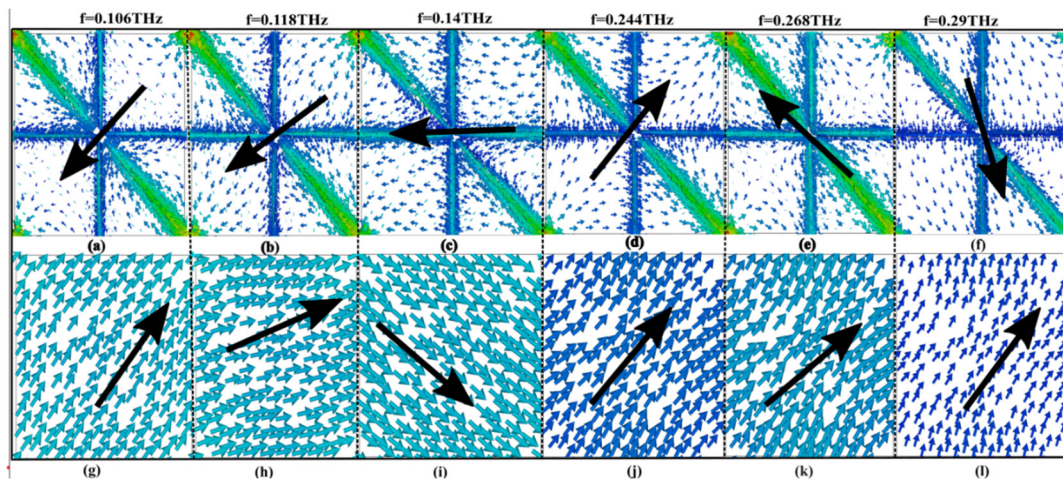 f=0.106THz f=0.118THz f=0.14THz f=0.244THz f=0.268THz f=0.29THz
(a) (b) (c) (d) (e) (f)
(g) (h) (i) (j) (k) (l)